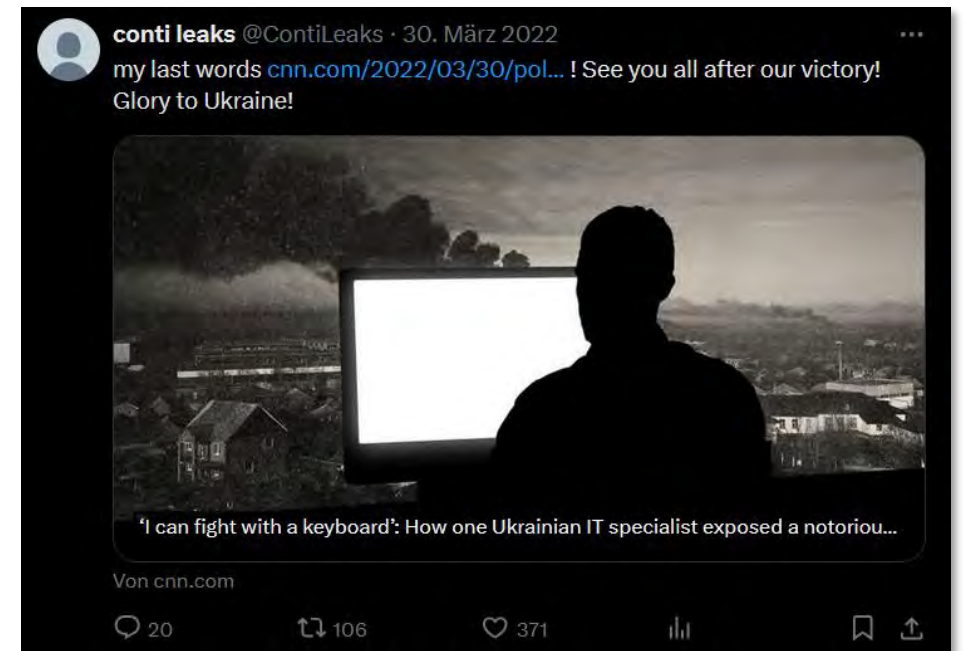 conti leaks @ContiLeaks · 30. März 2022
my last words cnn.com/2022/03/30/pol... ! See you all after our victory!
Glory to Ukraine!
‘I can fight with a keyboard’: How one Ukrainian IT specialist exposed a notoriou...
Von cnn.com
20 106 371